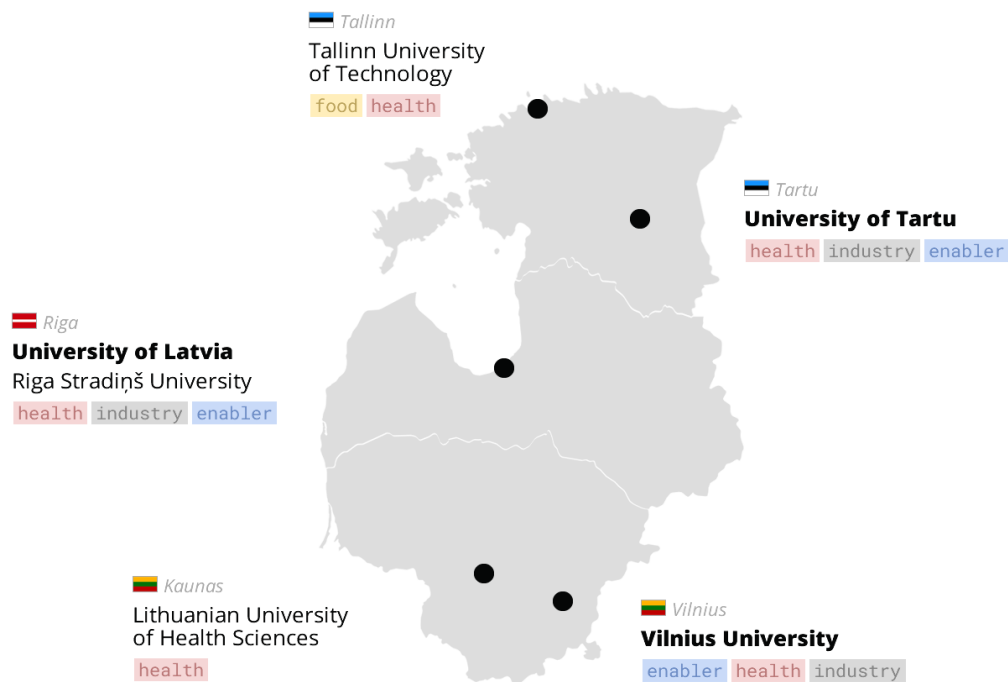 Tallinn
Tallinn University
of Technology
food health
Tartu
University of Tartu
health industry enabler
Riga
University of Latvia
Riga Stradiņš University
health industry enabler
Kaunas
Lithuanian University
of Health Sciences
health
Vilnius
Vilnius University
enabler health industry